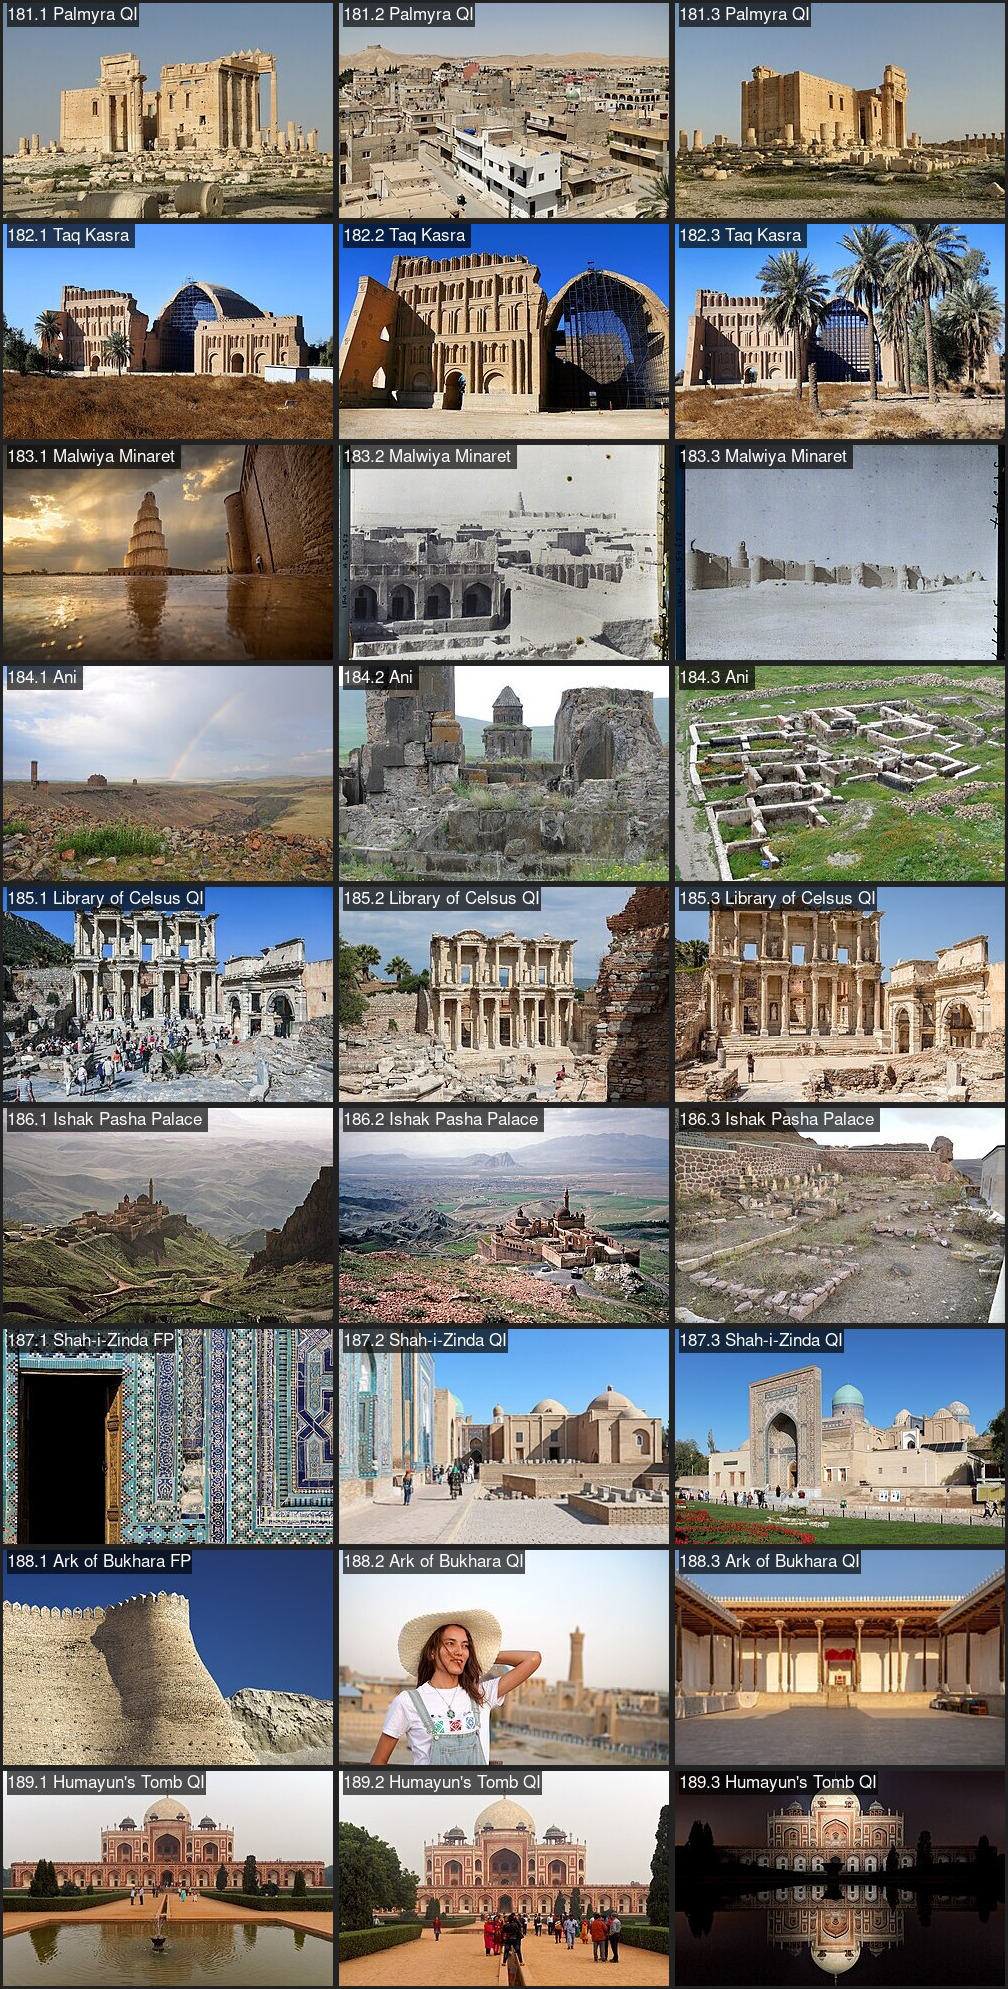 181.1 Palmyra QI
181.2 Palmyra QI
181.3 Palmyra QI
182.1 Taq Kasra
182.2 Taq Kasra
182.3 Taq Kasra
183.1 Malwiya Minaret
183.2 Malwiya Minaret
183.3 Malwiya Minaret
184.1 Ani
184.2 Ani
184.3 Ani
185.1 Library of Celsus QI
185.2 Library of Celsus QI
185.3 Library of Celsus QI
186.1 Ishak Pasha Palace
186.2 Ishak Pasha Palace
186.3 Ishak Pasha Palace
187.1 Shah-i-Zinda FP
187.2 Shah-i-Zinda QI
187.3 Shah-i-Zinda QI
188.1 Ark of Bukhara FP
188.2 Ark of Bukhara QI
188.3 Ark of Bukhara QI
189.1 Humayun's Tomb QI
189.2 Humayun's Tomb QI
189.3 Humayun's Tomb QI